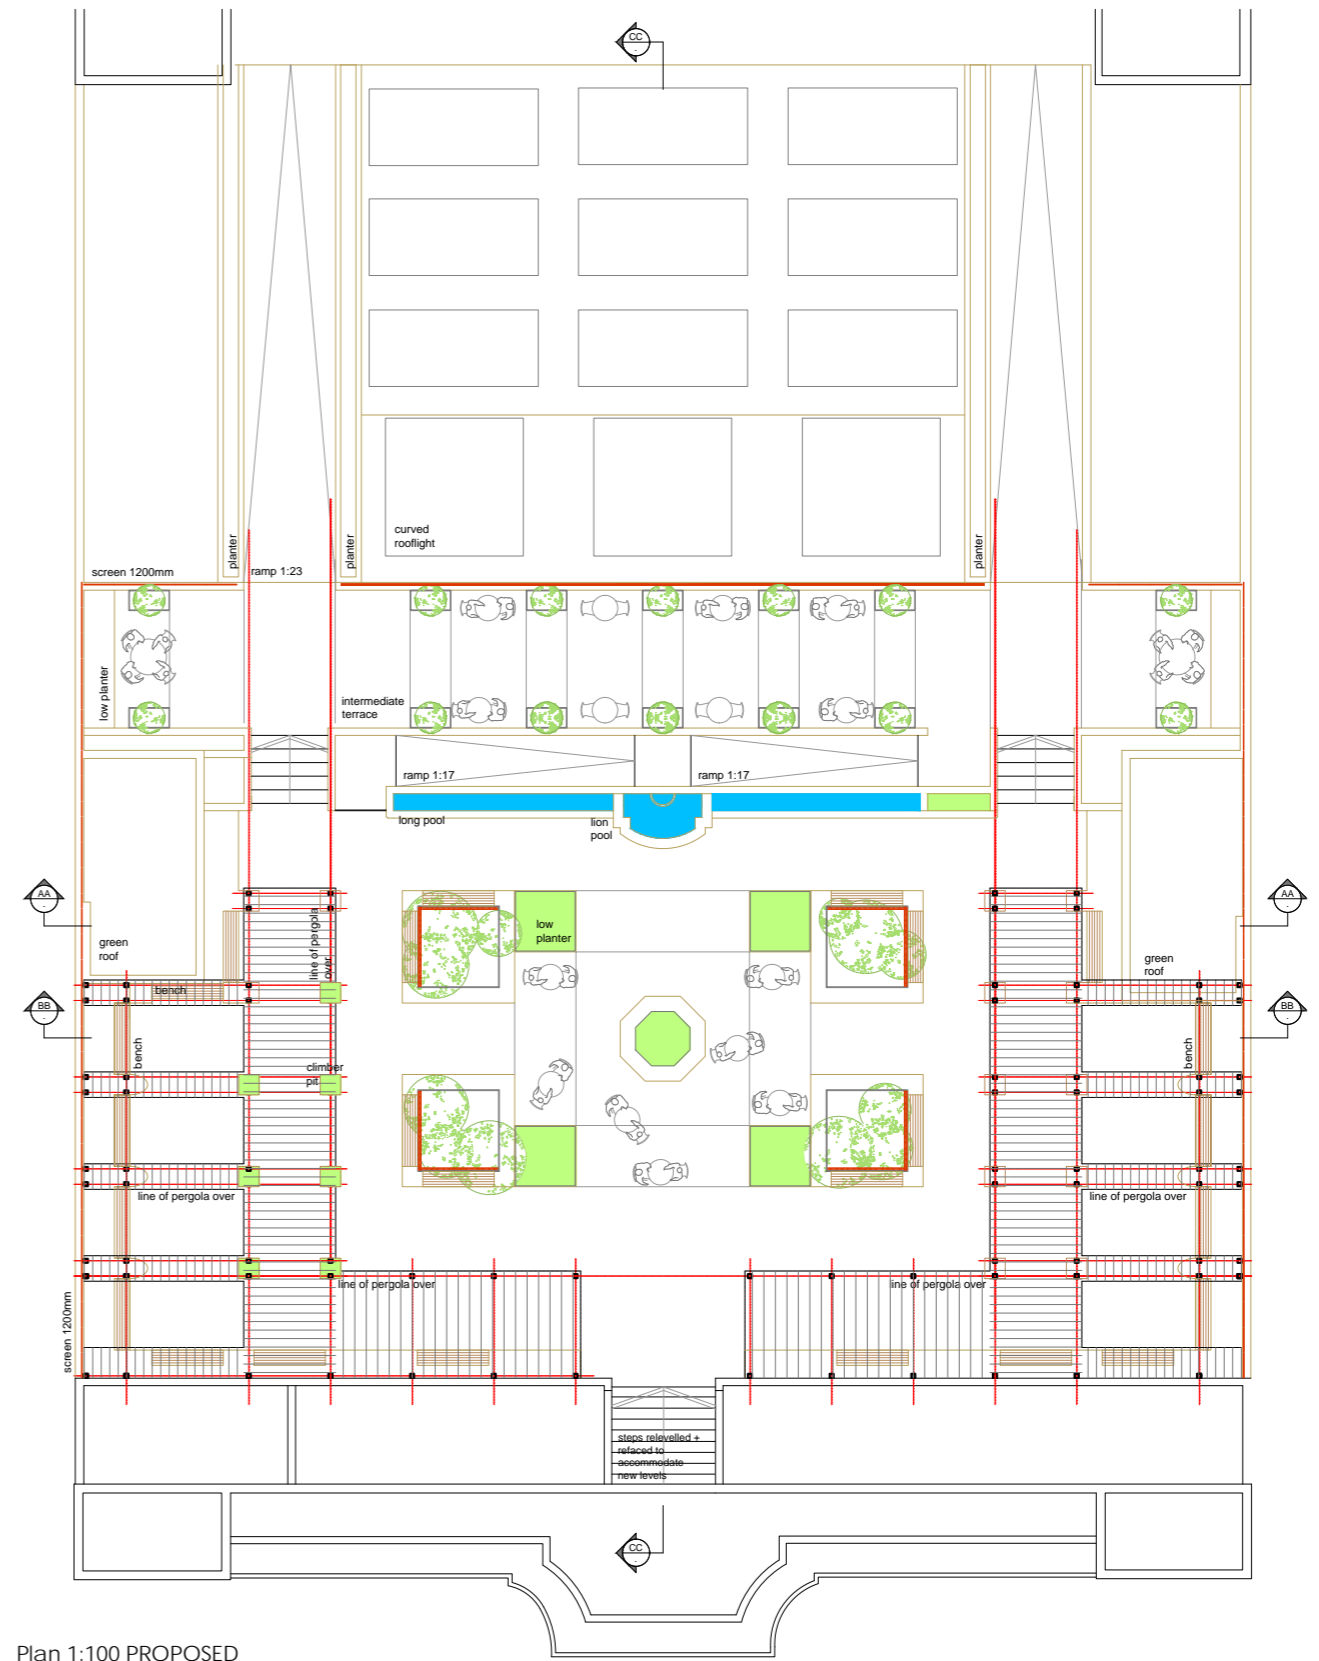 CC
planter
planter
planter
curved
rooflight
screen 1200mm
ramp 1:23
low planter
intermediate
terrace
ramp 1:17
ramp 1:17
long pool
lion
pool
AA
AA
low
planter
line of pergola
over
green
roof
green
roof
bench
BB
BB
bench
bench
climber
pit
line of pergola over
line of pergola over
line of pergola over
line of pergola over
screen 1200mm
steps relevelled +
refaced to
accommodate
new levels
CC
Plan 1:100 PROPOSED